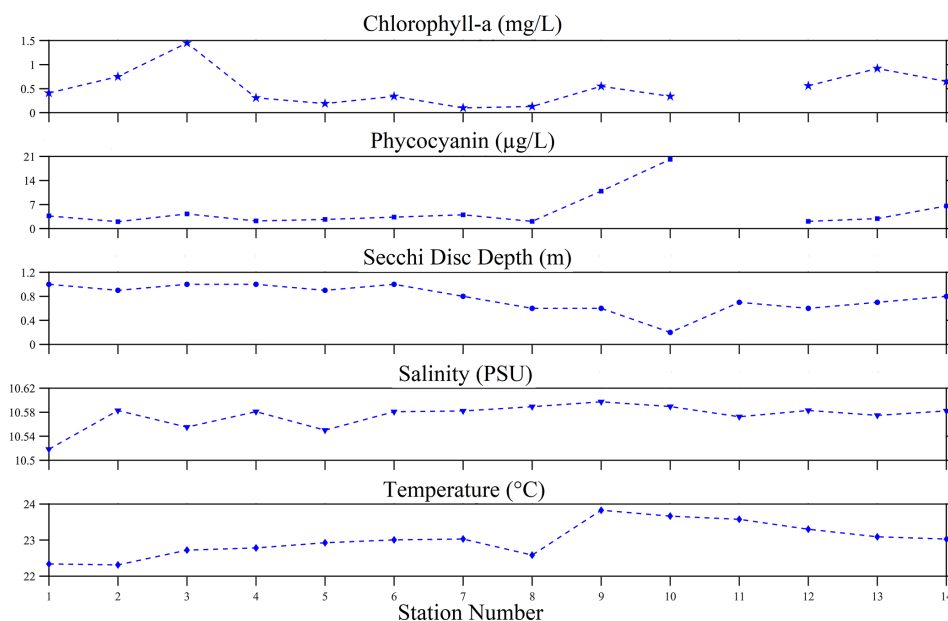 Chlorophyll-a (mg/L)
1.5
1
0.5
0
Phycocyanin (µg/L)
21
14
7
0
Secchi Disc Depth (m)
1.2
0.8
0.4
0
Salinity (PSU)
10.62
10.58
10.54
10.5
Temperature (°C)
24
23
22
1 2 3 4 5 6 7 8 9 10 11 12 13 14
Station Number